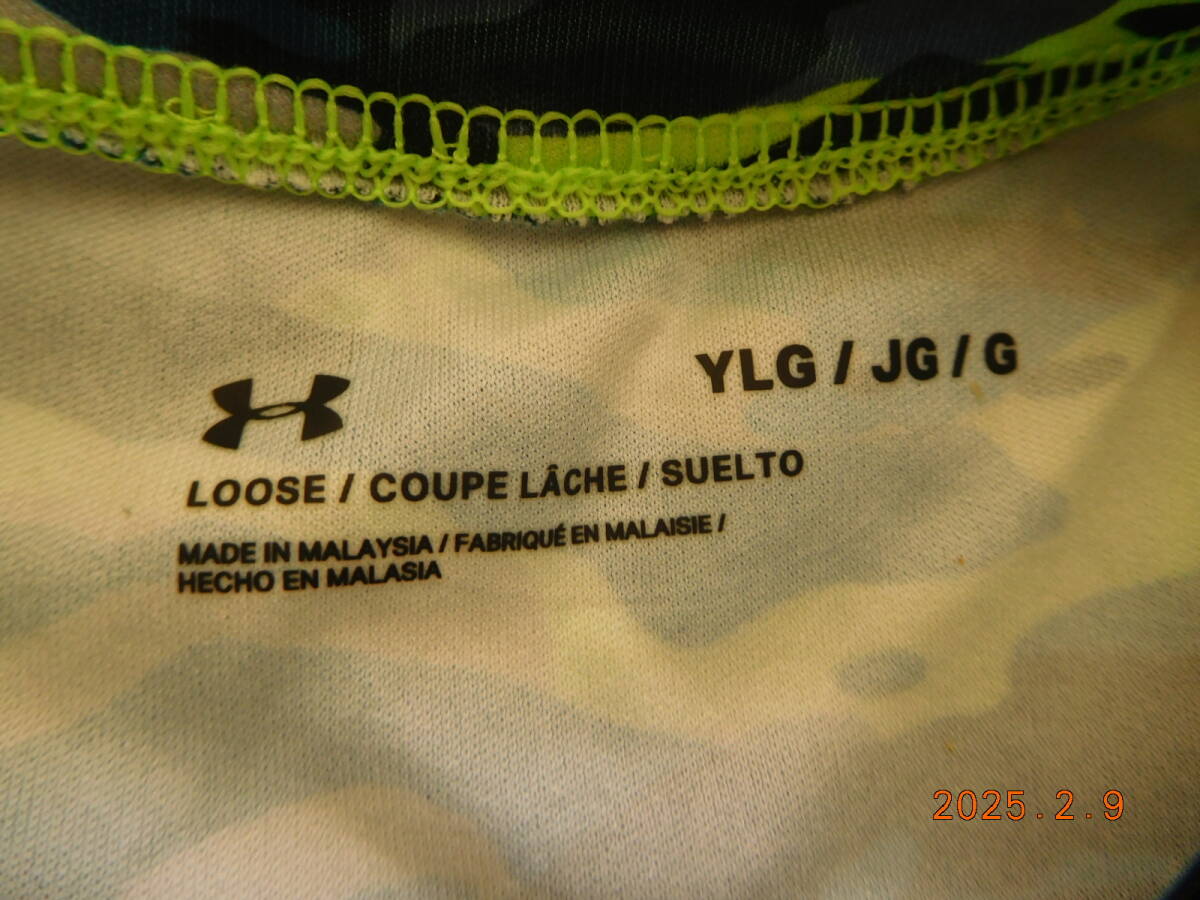 YLG / JG / G
LOOSE / COUPE LÂCHE / SUELTO
MADE IN MALAYSIA / FABRIQUÉ EN MALAISIE /
HECHO EN MALASIA
2025.2.9